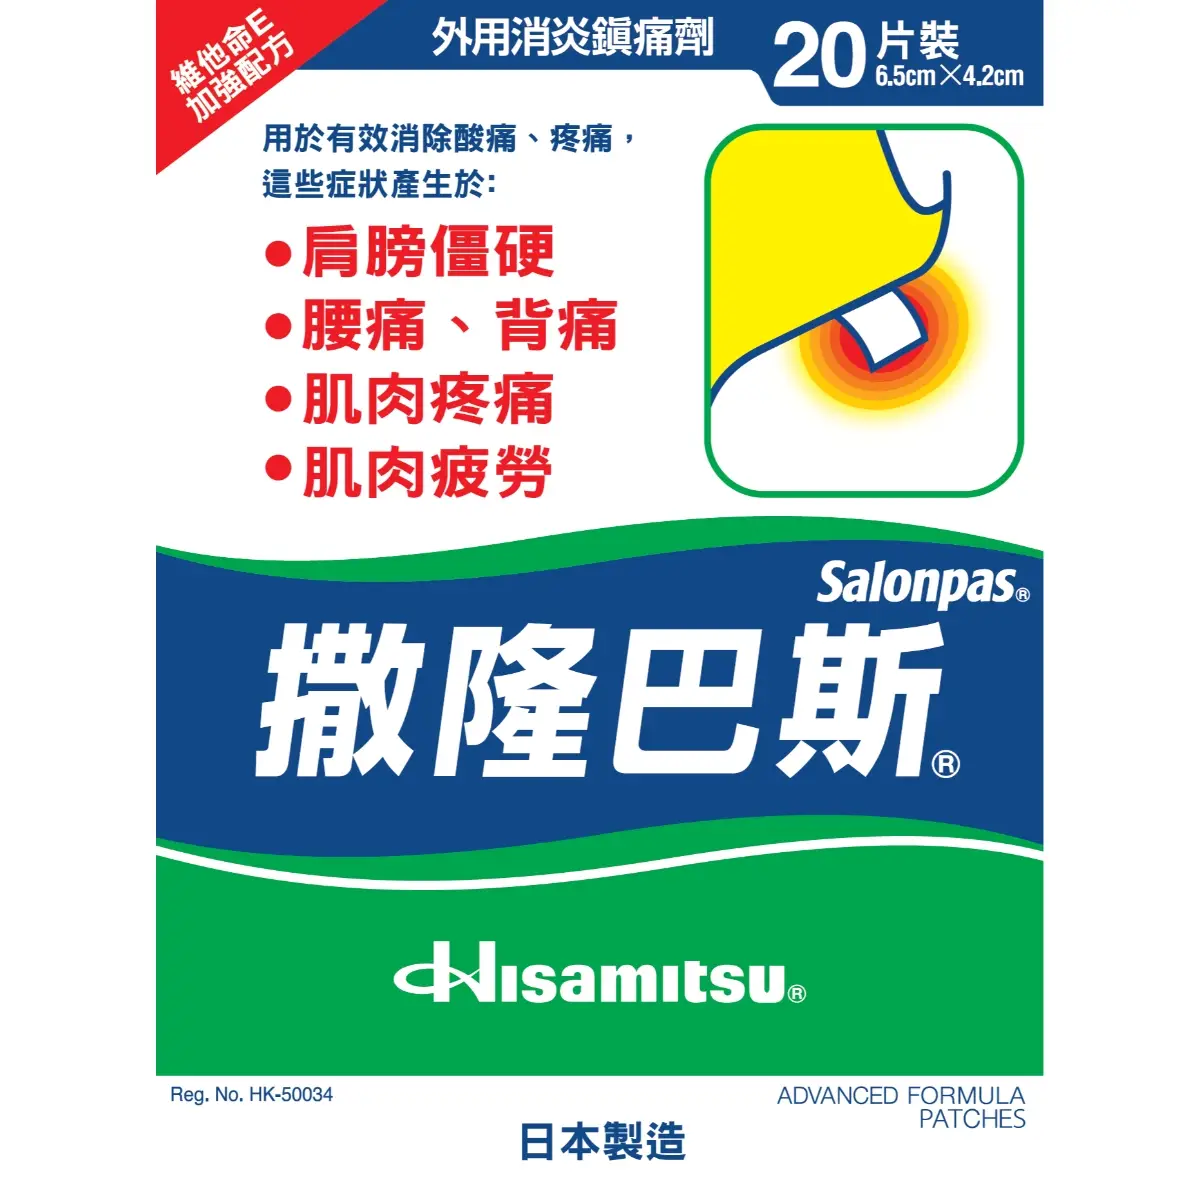 維他命E
加強配方
外用消炎鎮痛劑
20片裝
6.5cm×4.2cm
用於有效消除酸痛、疼痛，
這些症狀產生於:
●肩膀僵硬
●腰痛、背痛
●肌肉疼痛
●肌肉疲勞
Salonpas®
撒隆巴斯®
Hisamitsu®
Reg. No. HK-50034
ADVANCED FORMULA
PATCHES
日本製造